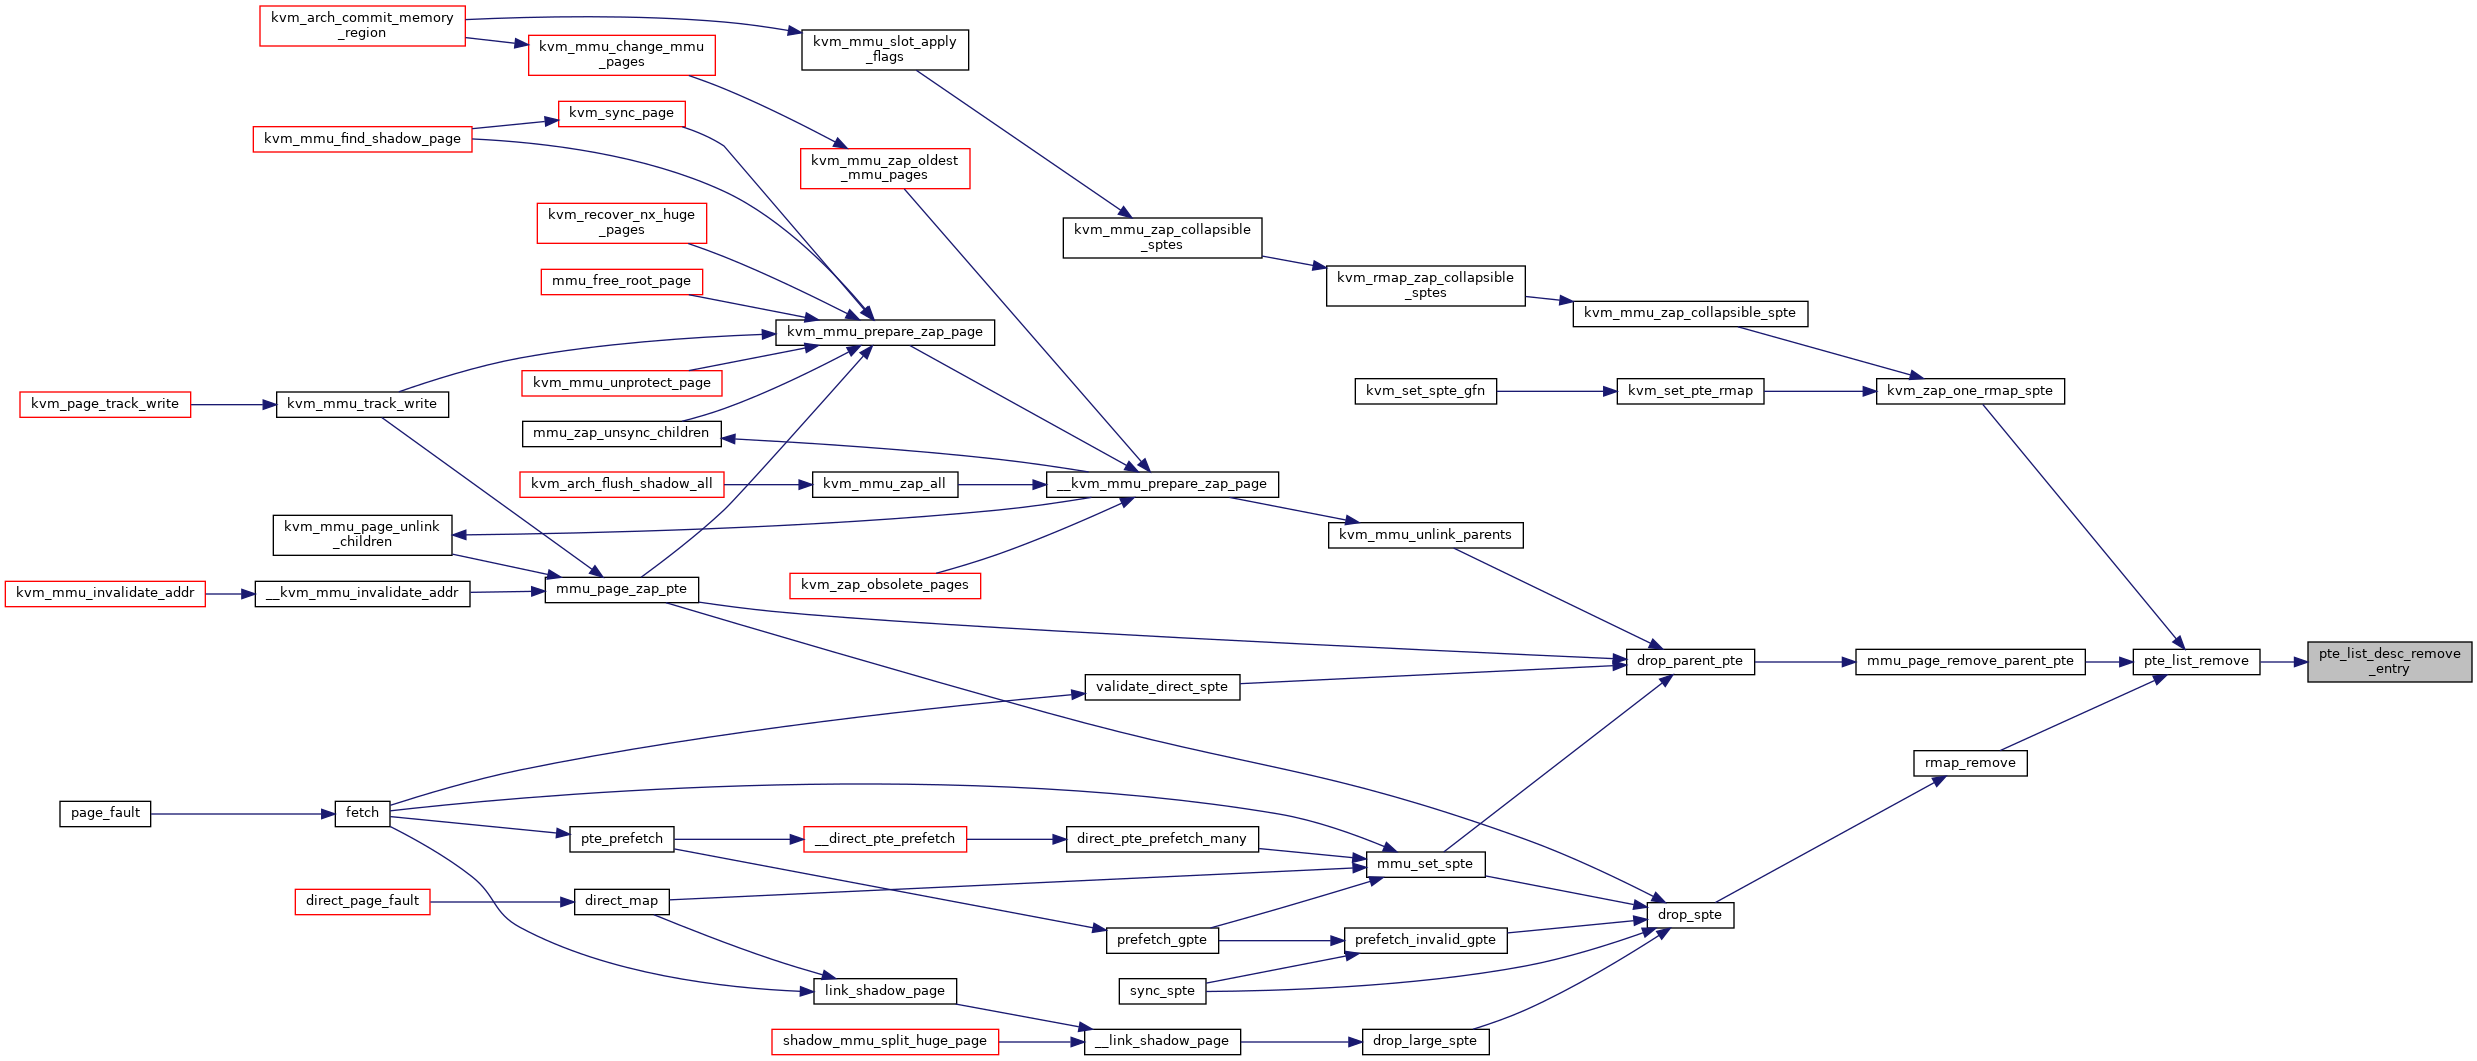 kvm_arch_commit_memory
_region
kvm_mmu_change_mmu
_pages
kvm_mmu_slot_apply
_flags
kvm_sync_page
kvm_mmu_find_shadow_page
kvm_mmu_zap_oldest
_mmu_pages
kvm_recover_nx_huge
_pages
kvm_mmu_zap_collapsible
_sptes
mmu_free_root_page
kvm_rmap_zap_collapsible
_sptes
kvm_mmu_zap_collapsible_spte
kvm_mmu_prepare_zap_page
kvm_mmu_unprotect_page
kvm_set_spte_gfn
kvm_set_pte_rmap
kvm_zap_one_rmap_spte
kvm_page_track_write
kvm_mmu_track_write
mmu_zap_unsync_children
kvm_arch_flush_shadow_all
kvm_mmu_zap_all
__kvm_mmu_prepare_zap_page
kvm_mmu_page_unlink
_children
kvm_mmu_unlink_parents
kvm_zap_obsolete_pages
kvm_mmu_invalidate_addr
__kvm_mmu_invalidate_addr
mmu_page_zap_pte
drop_parent_pte
mmu_page_remove_parent_pte
pte_list_remove
pte_list_desc_remove
_entry
validate_direct_spte
rmap_remove
page_fault
fetch
pte_prefetch
__direct_pte_prefetch
direct_pte_prefetch_many
mmu_set_spte
direct_page_fault
direct_map
drop_spte
prefetch_gpte
prefetch_invalid_gpte
link_shadow_page
sync_spte
shadow_mmu_split_huge_page
__link_shadow_page
drop_large_spte